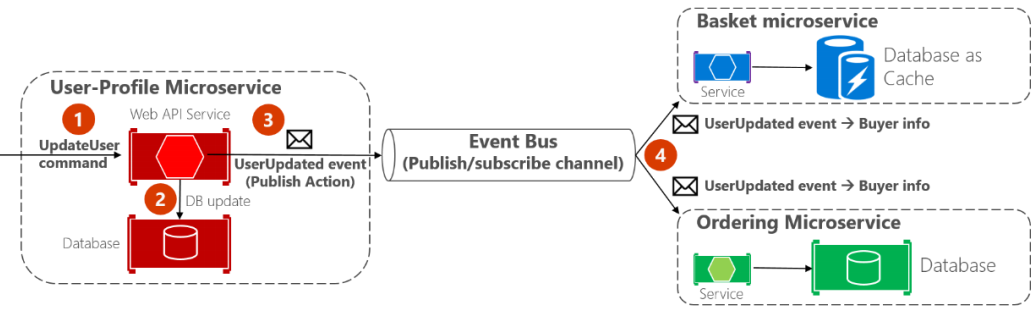 User-Profile Microservice
1
Web API Service
3
UpdateUser
command
UserUpdated event
(Publish Action)
2
DB update
Database
Event Bus
(Publish/subscribe channel)
4
Basket microservice
Service
Database as
Cache
UserUpdated event → Buyer info
UserUpdated event → Buyer info
Ordering Microservice
Service
Database